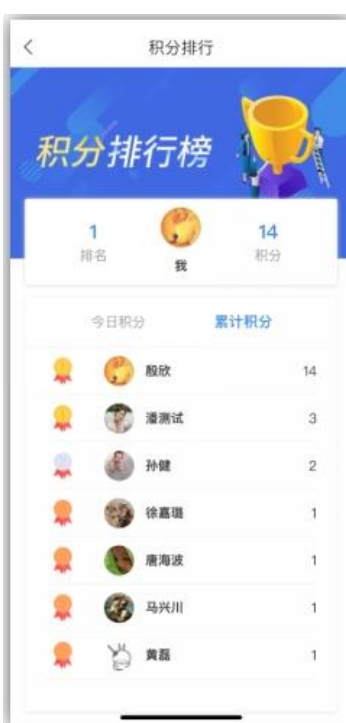 积分排行
积分排行榜
1
排名
我
14
积分
今日积分 累计积分
殷欣 14
潘测试 3
孙健 2
徐嘉璐 1
唐海波 1
马兴川 1
黄磊 1